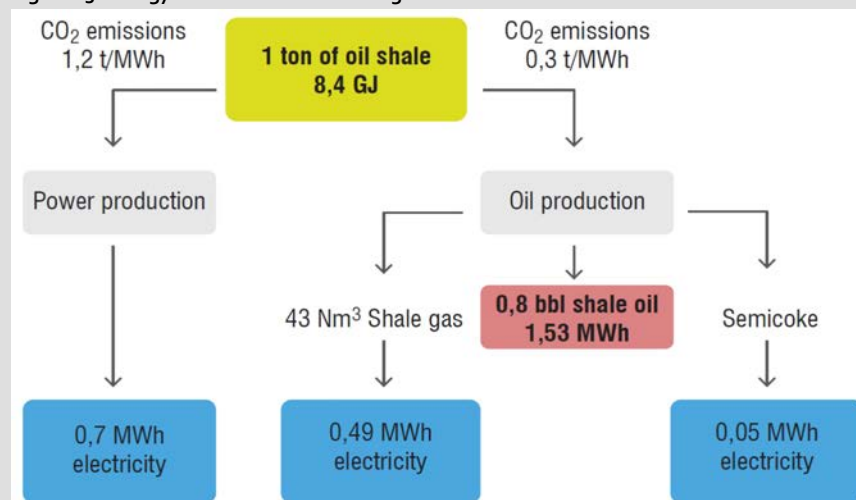 CO₂ emissions
1,2 t/MWh
1 ton of oil shale
8,4 GJ
CO₂ emissions
0,3 t/MWh
Power production
Oil production
43 Nm³ Shale gas
0,8 bbl shale oil
1,53 MWh
Semicoke
0,7 MWh
electricity
0,49 MWh
electricity
0,05 MWh
electricity